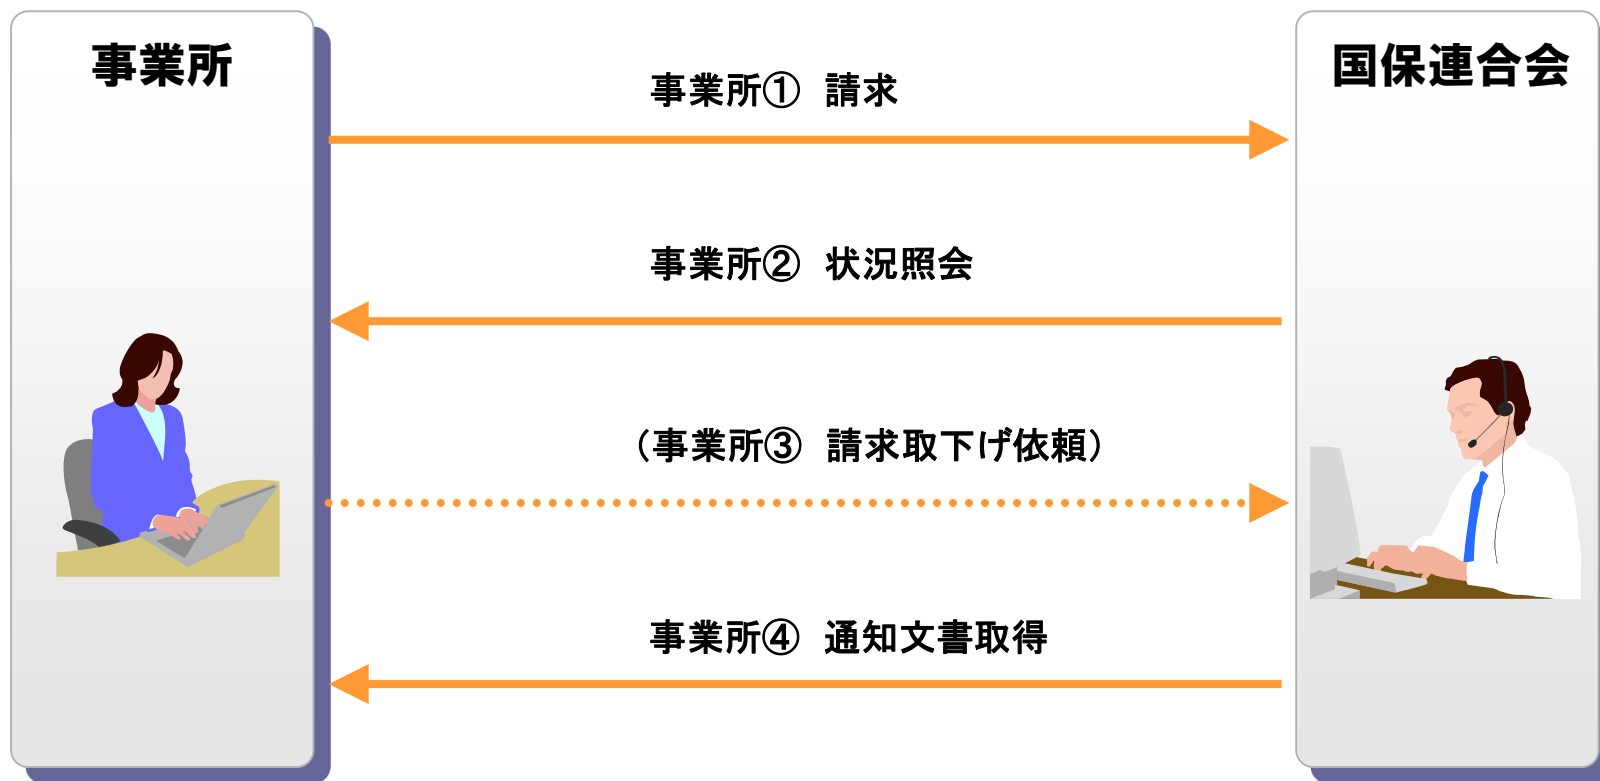 事業所
国保連合会
事業所① 請求
事業所② 状況照会
（事業所③ 請求取下げ依頼）
事業所④ 通知文書取得